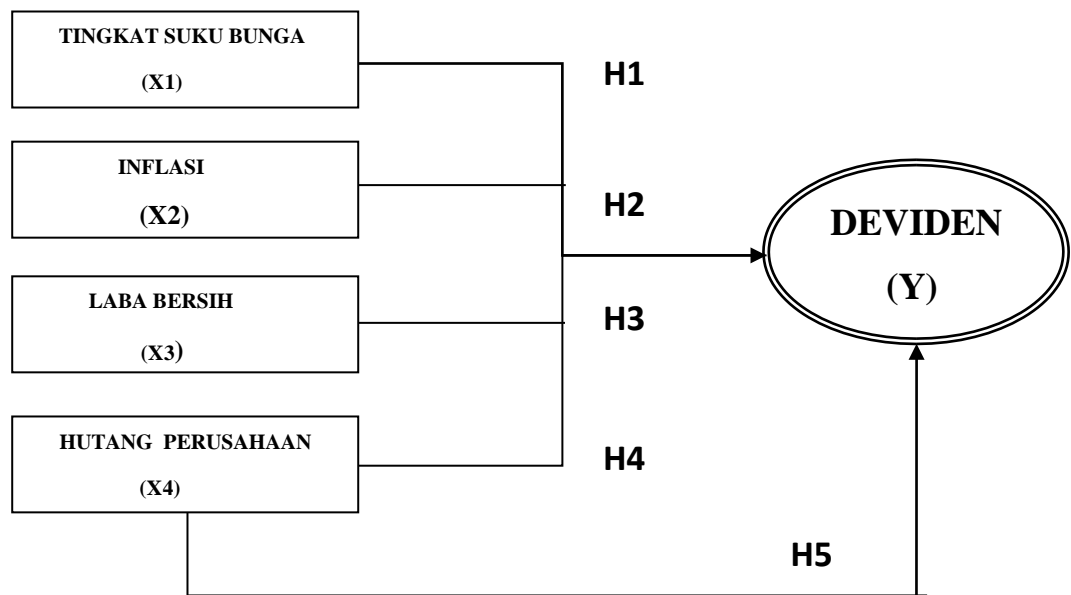 TINGKAT SUKU BUNGA
(X1)
H1
INFLASI
(X2)
H2
DEVIDEN
(Y)
LABA BERSIH
(X3)
H3
HUTANG PERUSAHAAN
(X4)
H4
H5